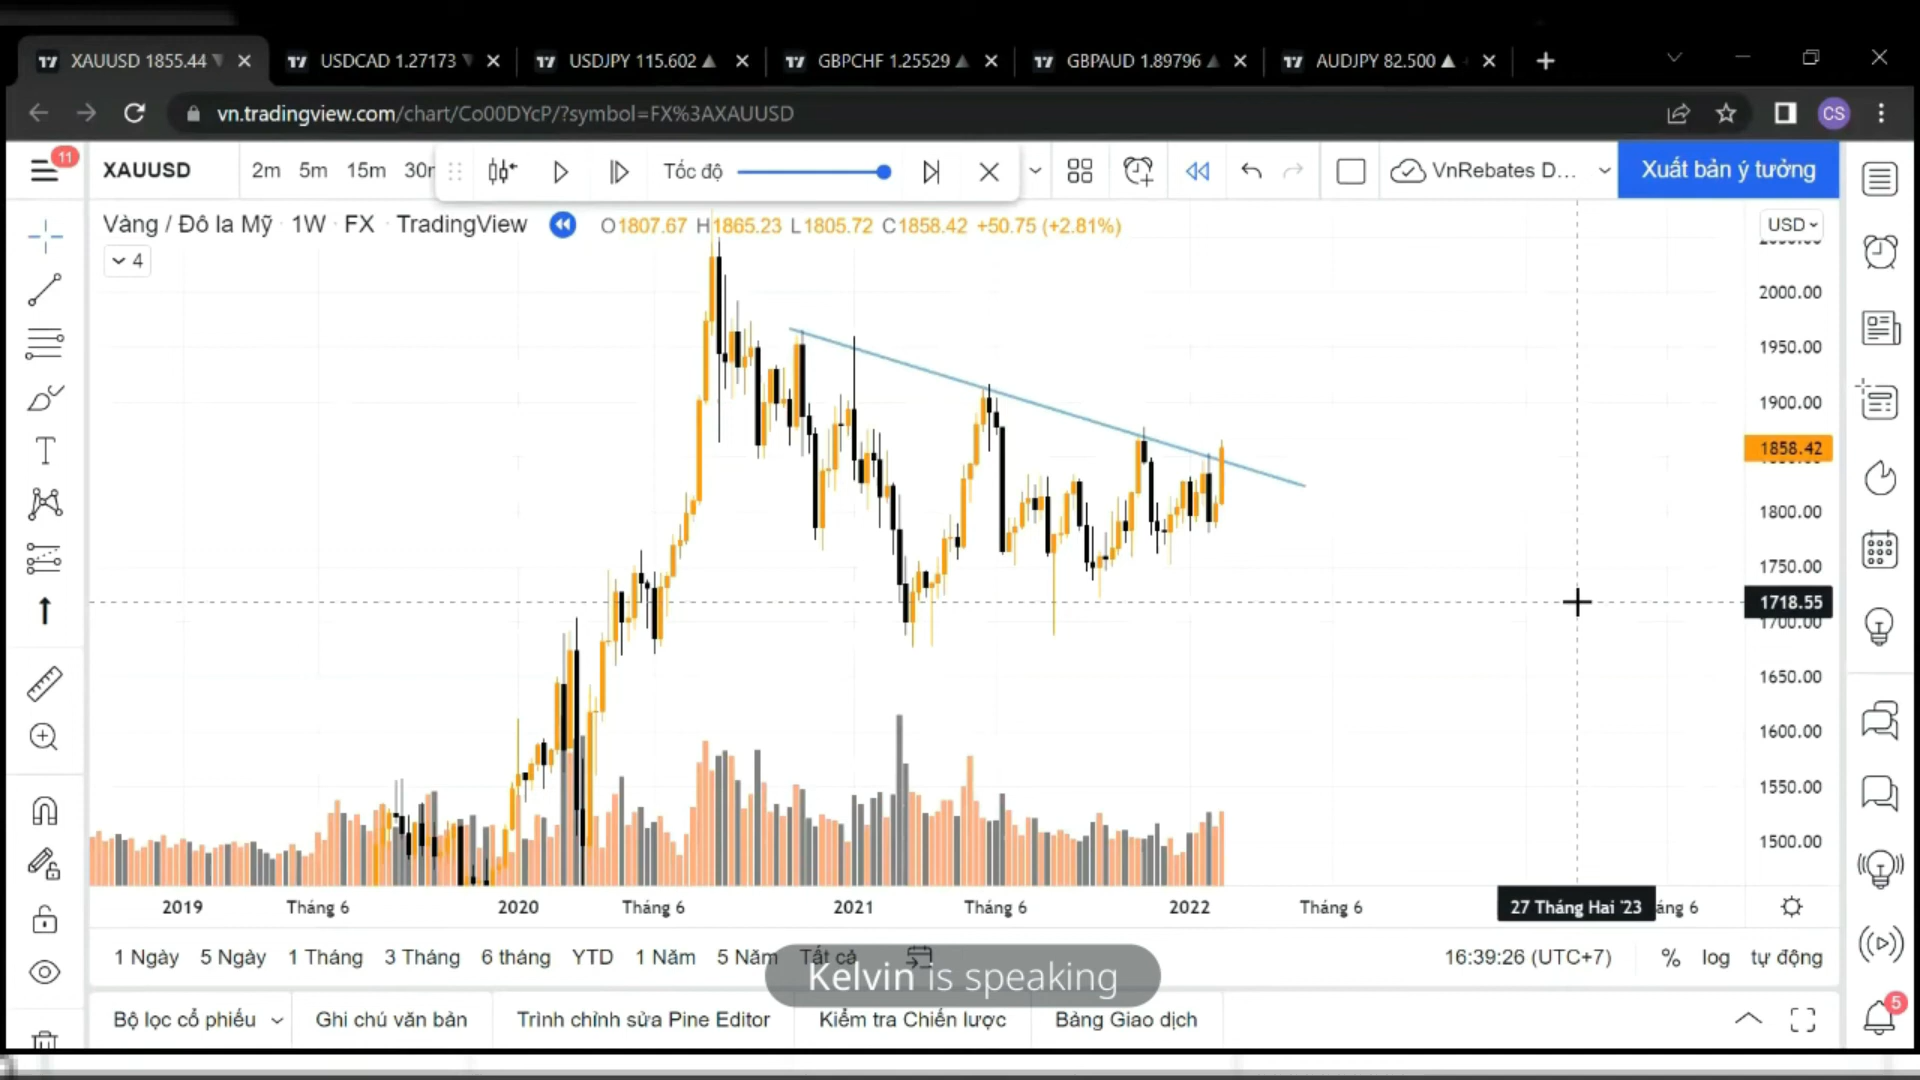 XAUUSD 1855.44 ▼
USDCAD 1.27173 ▼
USDJPY 115.602 ▲
GBPCHF 1.25529 ▲
GBPAUD 1.89796 ▲
AUDJPY 82.500 ▲
vn.tradingview.com/chart/Co00DYcP/?symbol=FX%3AXAUUSD
CS
11
XAUUSD
2m 5m 15m
Tốc độ
VnRebates D...
Xuất bản ý tưởng
Vàng / Đô la Mỹ · 1W · FX · TradingView
O1807.67 H1865.23 L1805.72 C1858.42 +50.75 (+2.81%)
USD
4
2000.00
1950.00
1900.00
1858.42
1800.00
1750.00
1718.55
1700.00
1650.00
1600.00
1550.00
1500.00
2019 Tháng 6 2020 Tháng 6 2021 Tháng 6 2022 Tháng 6 27 Tháng Hai '23
1 Ngày 5 Ngày 1 Tháng 3 Tháng 6 tháng YTD 1 Năm 5 Năm Tất cả
16:39:26 (UTC+7) % log tự động
Kelvin is speaking
Bộ lọc cổ phiếu Ghi chú văn bản Trình chỉnh sửa Pine Editor Kiểm tra Chiến lược Bảng Giao dịch
5